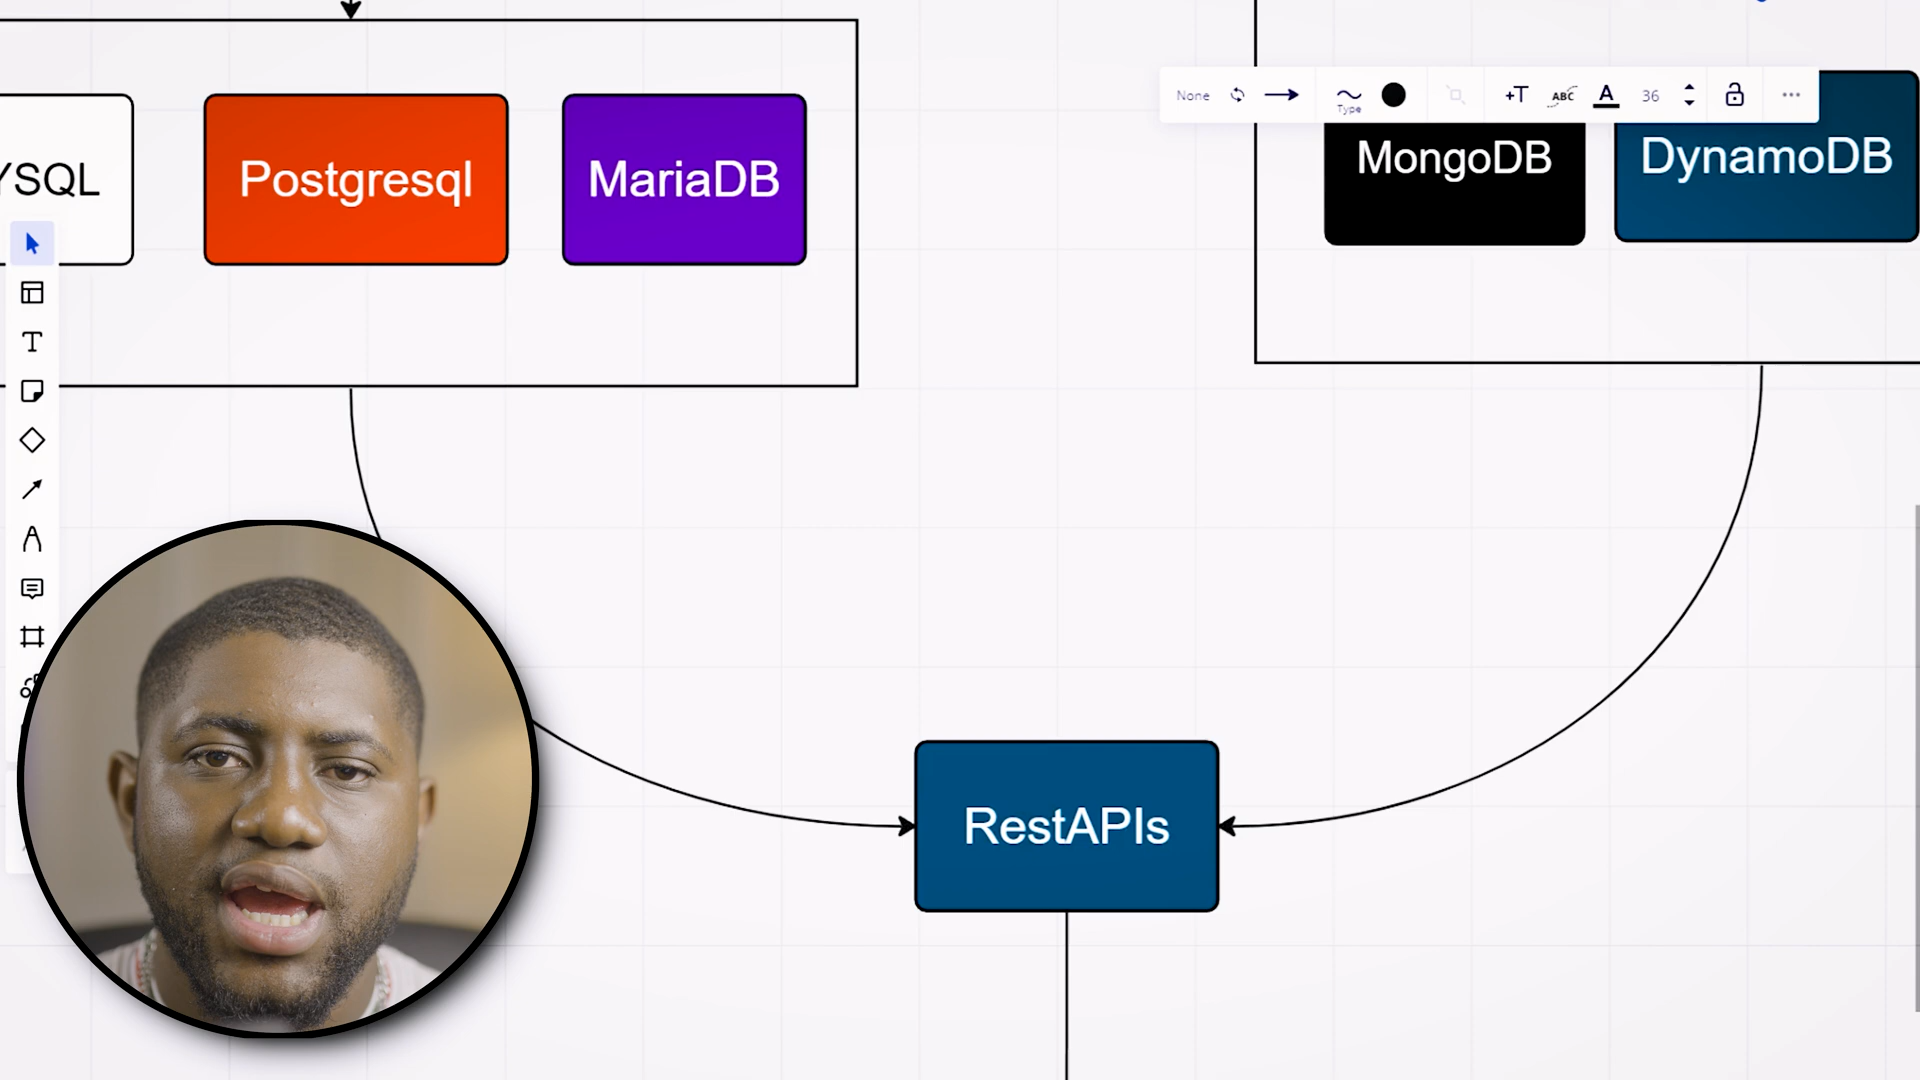 YSQL
Postgresql
MariaDB
None
Type
+T
ABC
A
36
MongoDB
DynamoDB
T
RestAPIs